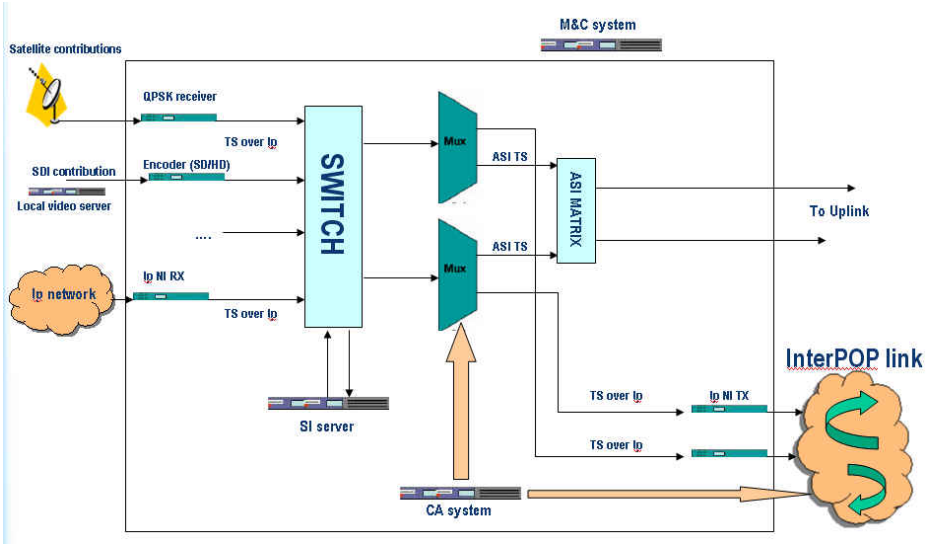 M&C system
Satellite contributions
QPSK receiver
TS over Ip
SDI contribution
Encoder (SD/HD)
Local video server
....
Ip network
Ip NI RX
TS over Ip
SWITCH
Mux
ASI TS
Mux
ASI TS
ASI MATRIX
To Uplink
InterPOP link
TS over Ip
Ip NI TX
TS over Ip
SI server
CA system